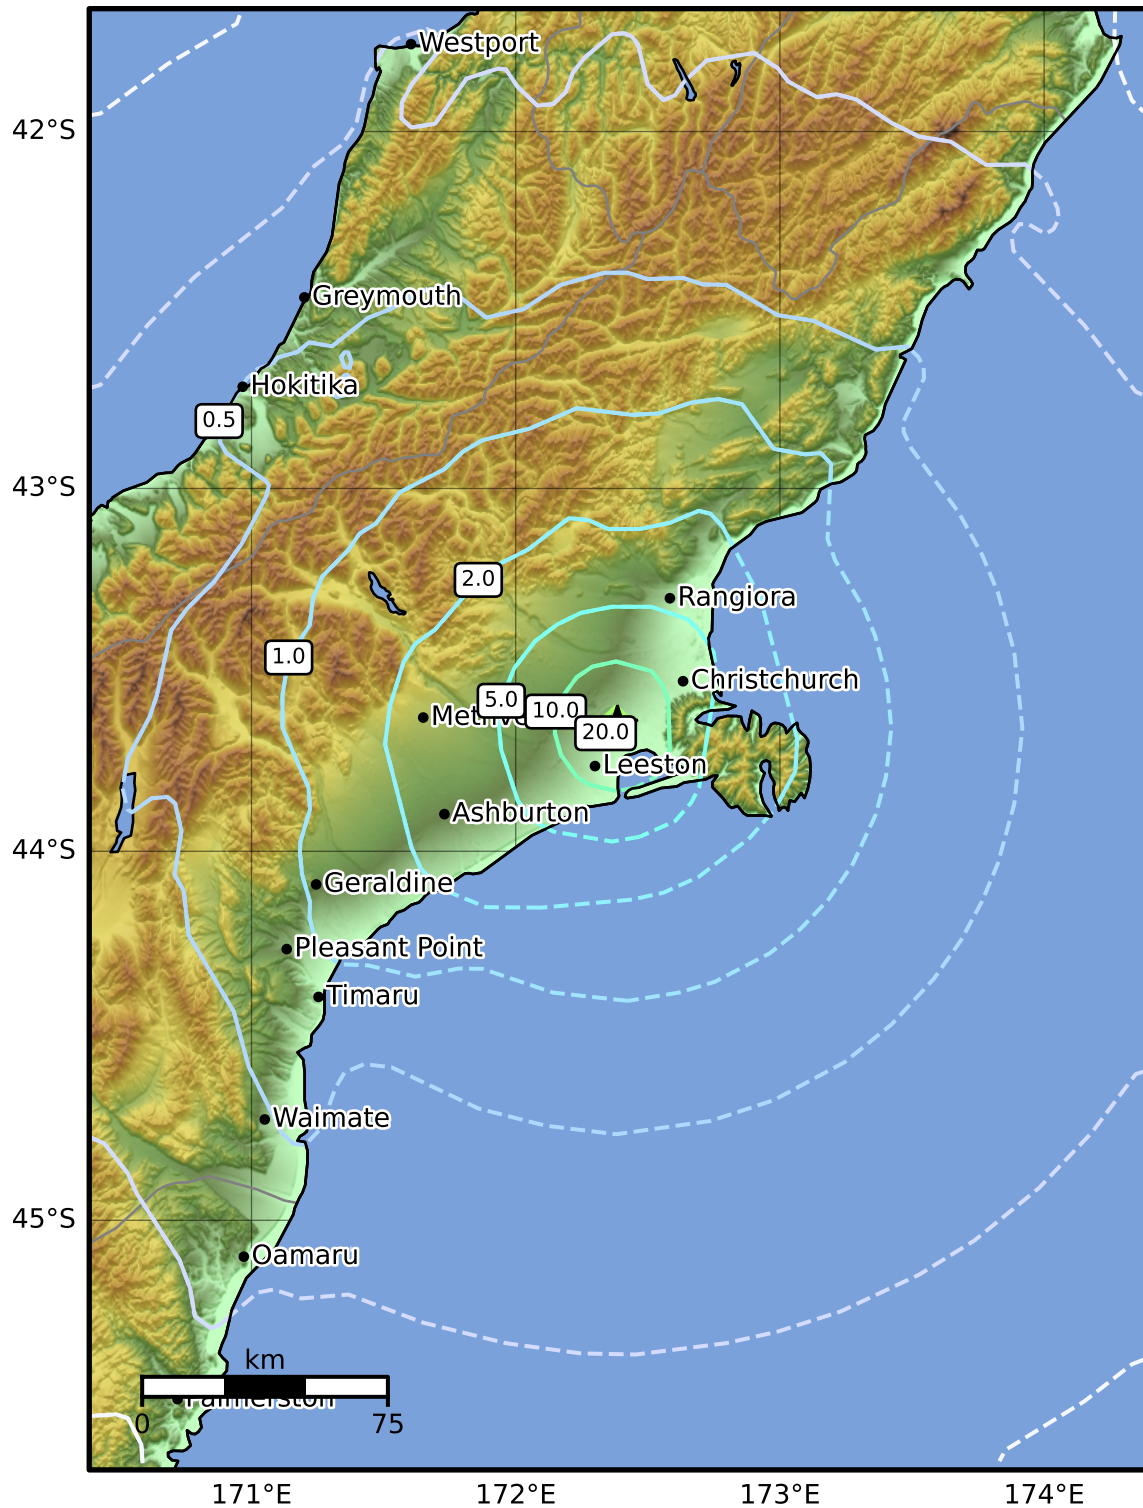 Westport
42°S
Greymouth
Hokitika
0.5
43°S
2.0
Rangiora
1.0
Christchurch
5.0
10.0
20.0
Leeston
Ashburton
44°S
Geraldine
Pleasant Point
Timaru
Waimate
45°S
Oamaru
km
Palmerston
0
75
171°E
172°E
173°E
174°E